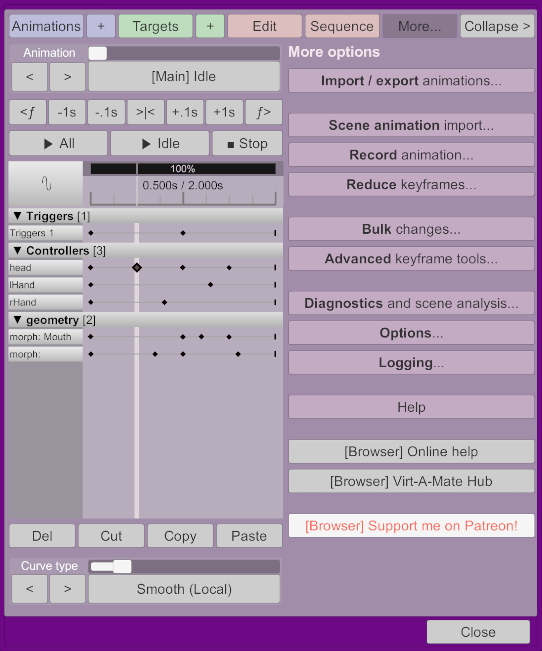 Animations
+
Targets
+
Edit
Sequence
More...
Collapse >
Animation
<
>
[Main] Idle
<ƒ
-1s
-.1s
>|<
+.1s
+1s
ƒ>
▶ All
▶ Idle
■ Stop
100%
0.500s / 2.000s
▼ Triggers [1]
Triggers 1
▼ Controllers [3]
head
lHand
rHand
▼ geometry [2]
morph: Mouth
morph:
Del
Cut
Copy
Paste
Curve type
<
>
Smooth (Local)
More options
Import / export animations...
Scene animation import...
Record animation...
Reduce keyframes...
Bulk changes...
Advanced keyframe tools...
Diagnostics and scene analysis...
Options...
Logging...
Help
[Browser] Online help
[Browser] Virt-A-Mate Hub
[Browser] Support me on Patreon!
Close